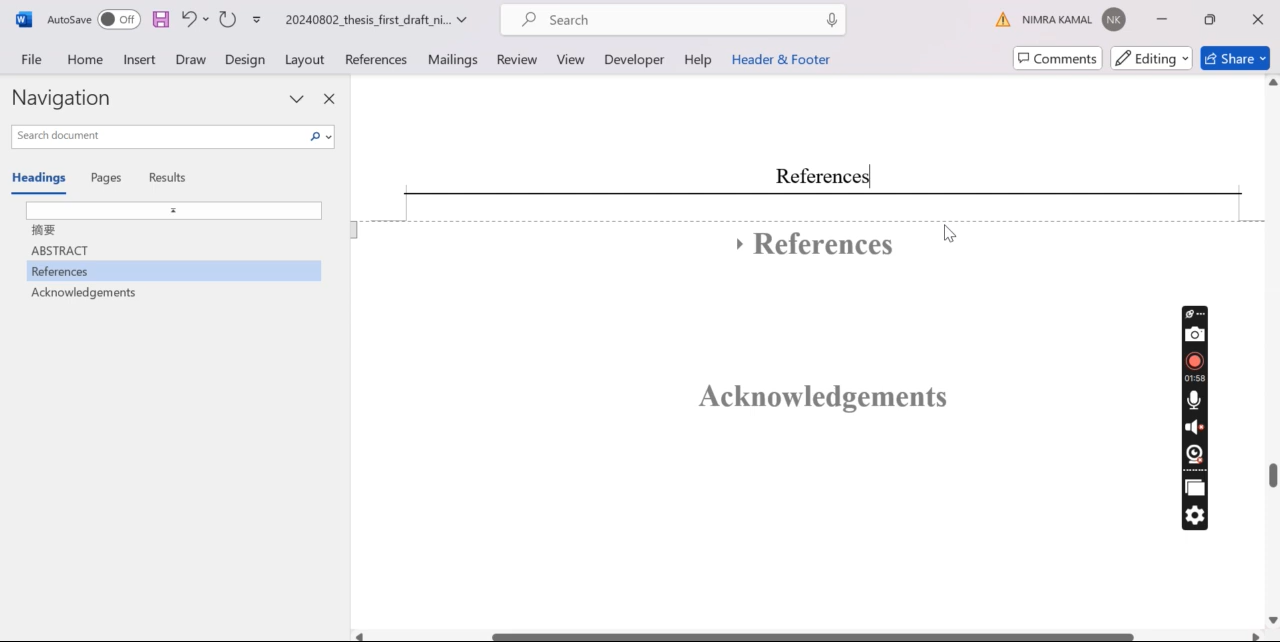 AutoSave Off 20240802_thesis_first_draft_ni... Search NIMRA KAMAL NK
File Home Insert Draw Design Layout References Mailings Review View Developer Help Header & Footer Comments Editing Share
Navigation
Search document
Headings Pages Results
摘要
ABSTRACT
References
Acknowledgements
References
References
Acknowledgements
01:58